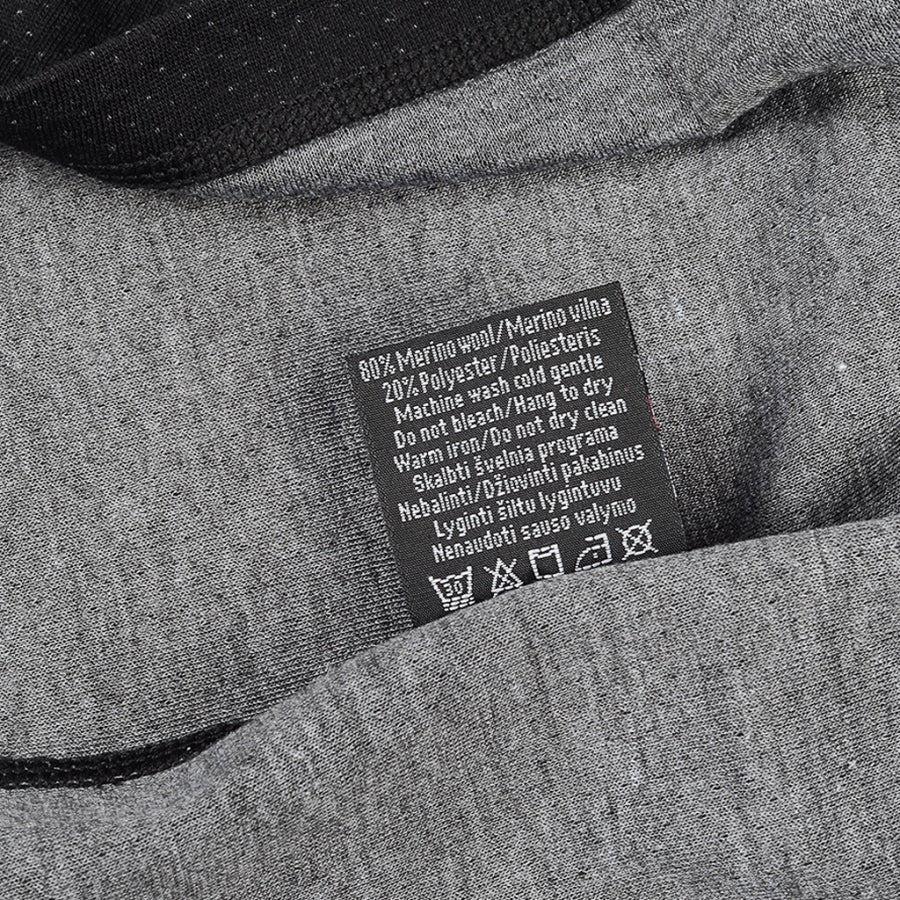 80% Merino wool/Merino vilna
20% Polyester/Poliesteris
Machine wash cold gentle
Do not bleach/Hang to dry
Warm iron/Do not dry clean
Skalbti švelnia programa
Nebalinti/Džiovinti pakabinus
Lyginti šiltu lygintuvu
Nenaudoti sauso valymo
30